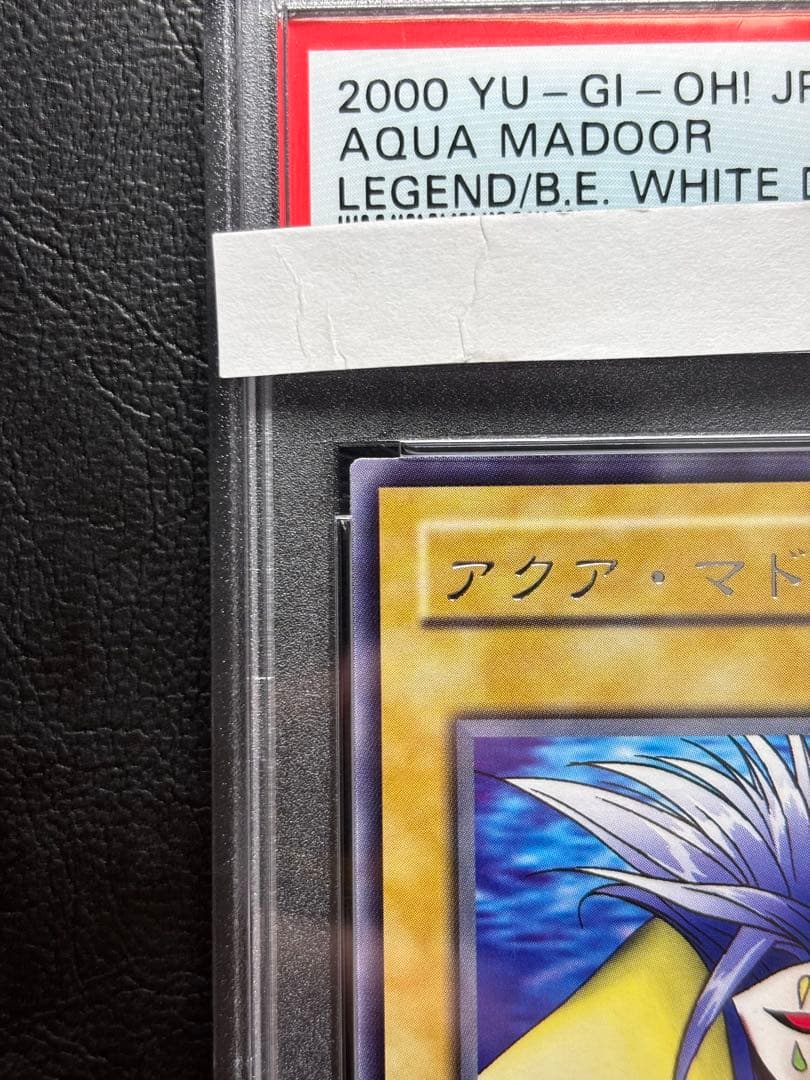 2000 YU-GI-OH! JP
AQUA MADOOR
LEGEND/B.E. WHITE
アクア・マド